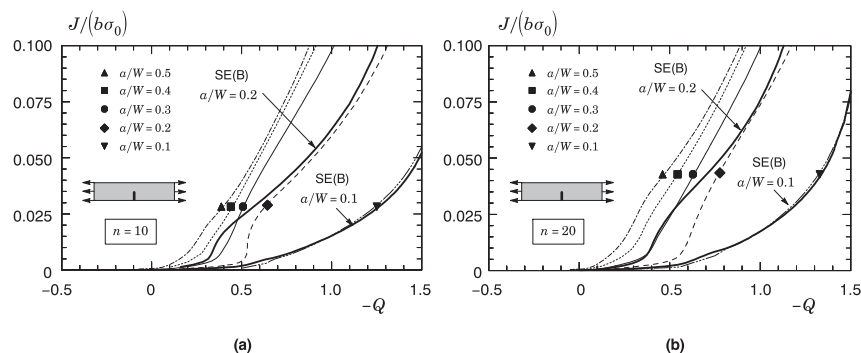 J/(bσ₀)
0.100
0.075
0.050
0.025
0
-0.5
0
0.5
1.0
1.5
-Q
a/W = 0.5
a/W = 0.4
a/W = 0.3
a/W = 0.2
a/W = 0.1
SE(B)
a/W = 0.2
SE(B)
a/W = 0.1
n = 10
(a)
J/(bσ₀)
0.100
0.075
0.050
0.025
0
-0.5
0
0.5
1.0
1.5
-Q
a/W = 0.5
a/W = 0.4
a/W = 0.3
a/W = 0.2
a/W = 0.1
SE(B)
a/W = 0.2
SE(B)
a/W = 0.1
n = 20
(b)